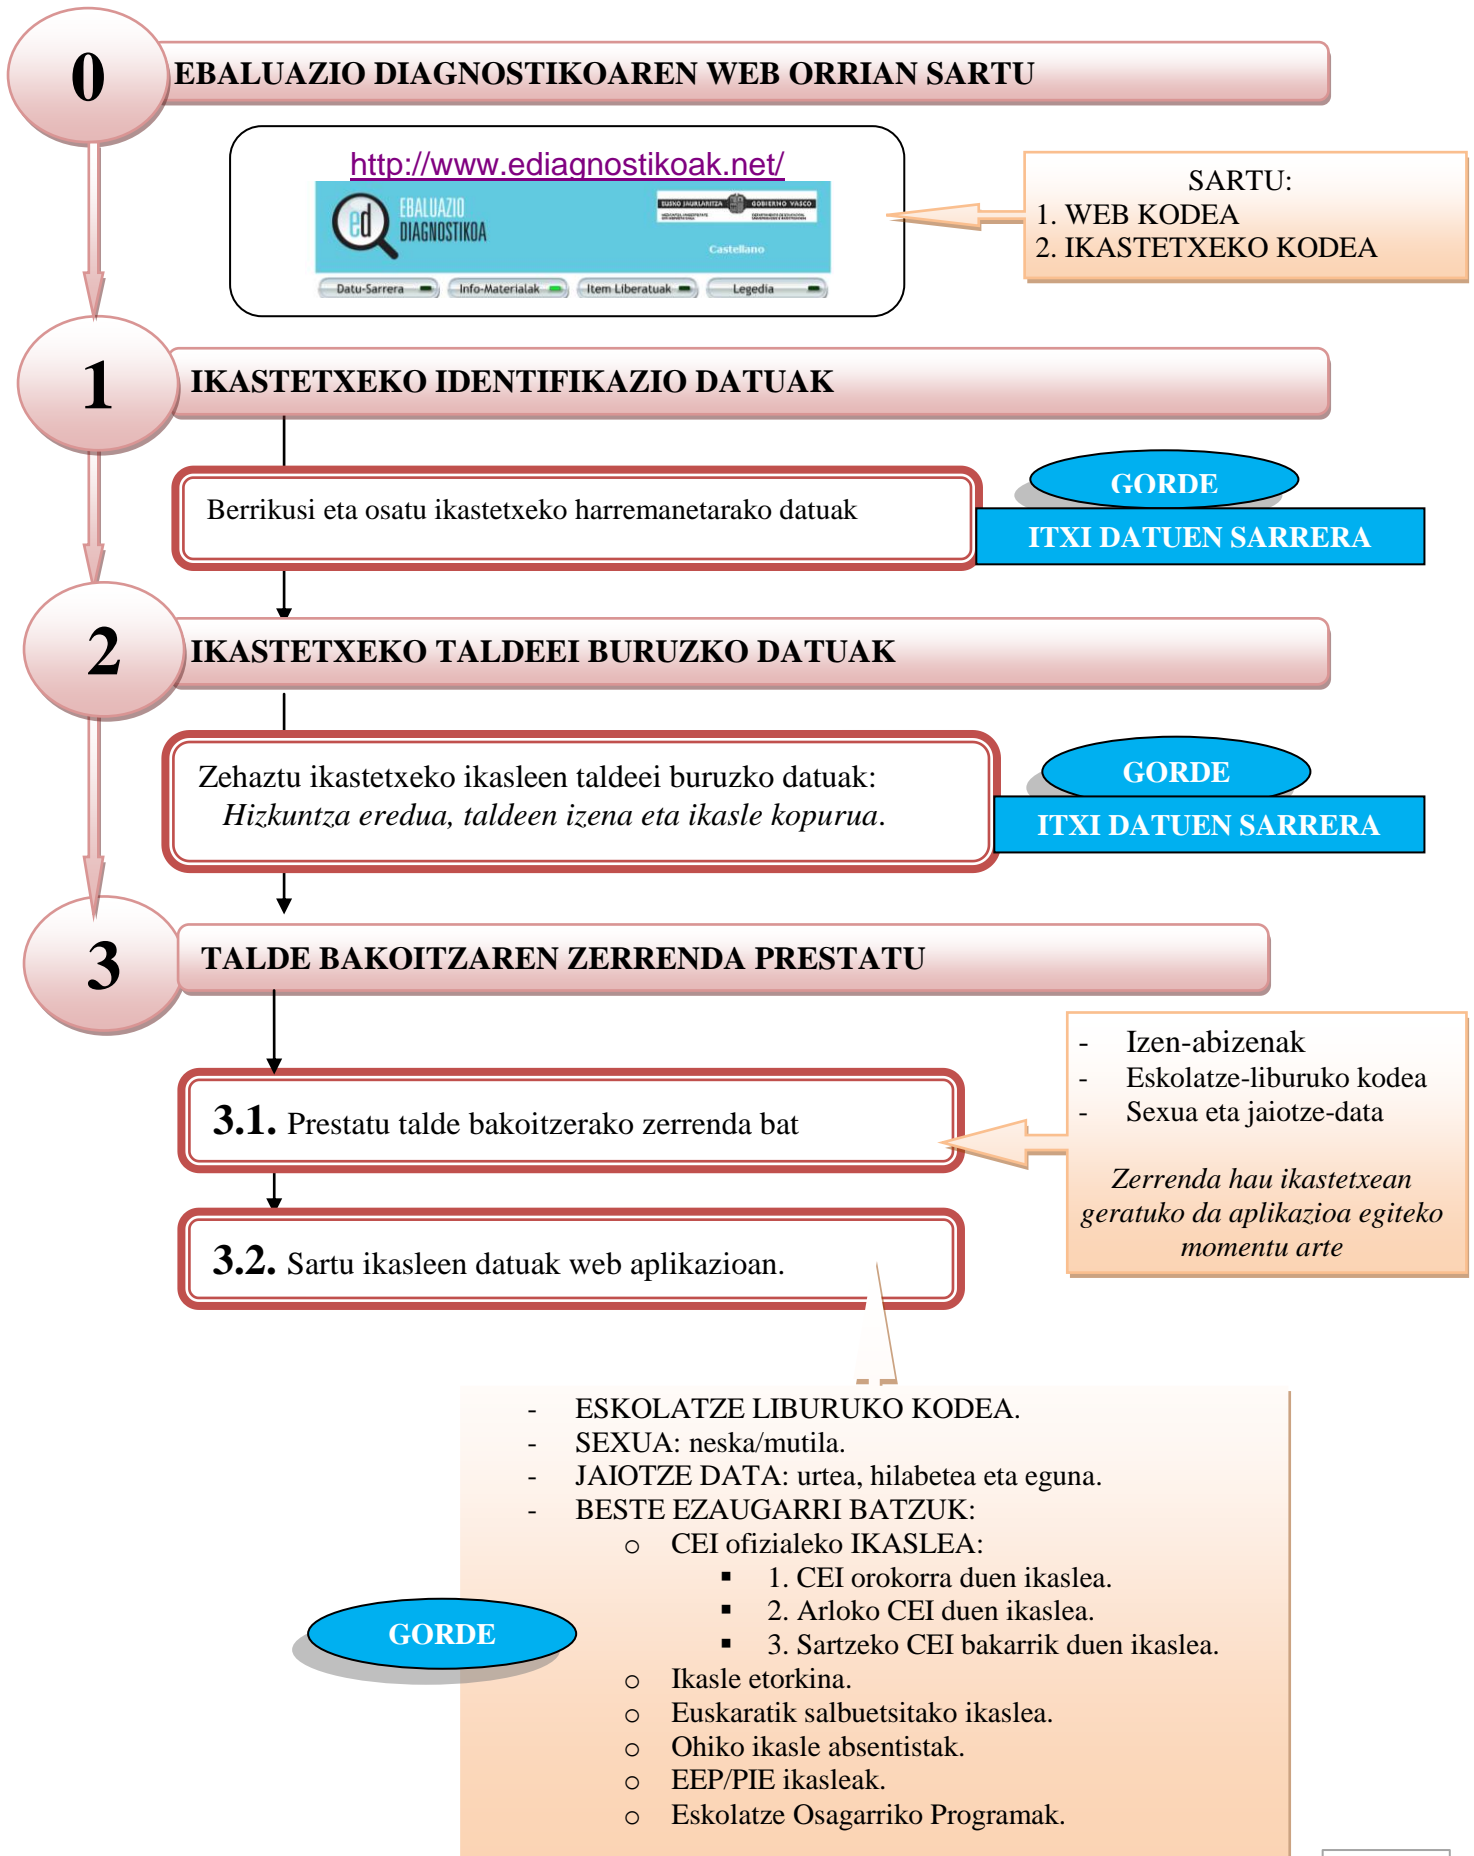 0
EBALUAZIO DIAGNOSTIKOAREN WEB ORRIAN SARTU
http://www.ediagnostikoak.net/
ed
EBALUAZIO
DIAGNOSTIKOA
EUSKO JAURLARITZA GOBIERNO VASCO
Castellano
Datu-Sarrera
Info-Materialak
Item Liberatuak
Legedia
SARTU:
1. WEB KODEA
2. IKASTETXEKO KODEA
1
IKASTETXEKO IDENTIFIKAZIO DATUAK
Berrikusi eta osatu ikastetxeko harremanetarako datuak
GORDE
ITXI DATUEN SARRERA
2
IKASTETXEKO TALDEEI BURUZKO DATUAK
Zehaztu ikastetxeko ikasleen taldeei buruzko datuak:
Hizkuntza eredua, taldeen izena eta ikasle kopurua.
GORDE
ITXI DATUEN SARRERA
3
TALDE BAKOITZAREN ZERRENDA PRESTATU
- Izen-abizenak
- Eskolatze-liburuko kodea
- Sexua eta jaiotze-data
Zerrenda hau ikastetxean
geratuko da aplikazioa egiteko
momentu arte
3.1. Prestatu talde bakoitzerako zerrenda bat
3.2. Sartu ikasleen datuak web aplikazioan.
- ESKOLATZE LIBURUKO KODEA.
- SEXUA: neska/mutila.
- JAIOTZE DATA: urtea, hilabetea eta eguna.
- BESTE EZAUGARRI BATZUK:
o CEI ofizialeko IKASLEA:
▪ 1. CEI orokorra duen ikaslea.
▪ 2. Arloko CEI duen ikaslea.
▪ 3. Sartzeko CEI bakarrik duen ikaslea.
o Ikasle etorkina.
o Euskaratik salbuetsitako ikaslea.
o Ohiko ikasle absentistak.
o EEP/PIE ikasleak.
o Eskolatze Osagarriko Programak.
GORDE